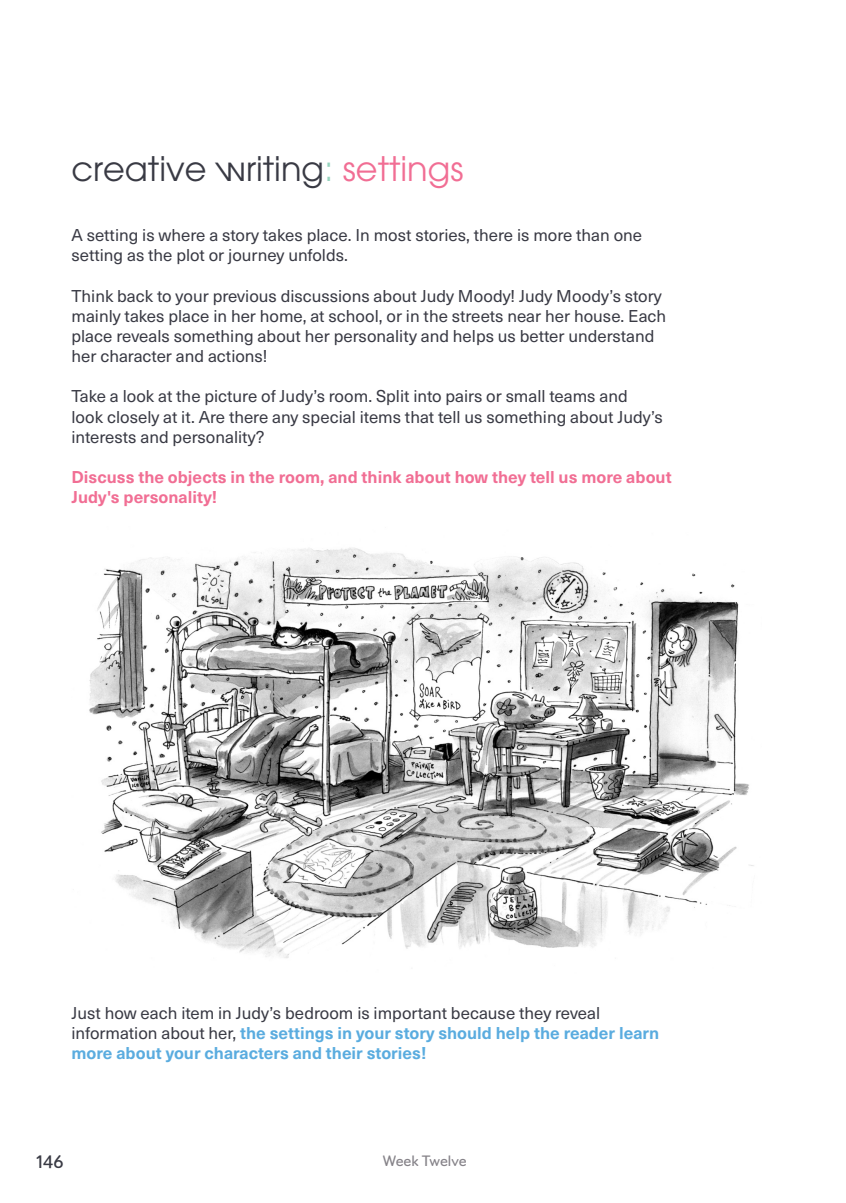 creative writing: settings
A setting is where a story takes place. In most stories, there is more than one
setting as the plot or journey unfolds.
Think back to your previous discussions about Judy Moody! Judy Moody’s story
mainly takes place in her home, at school, or in the streets near her house. Each
place reveals something about her personality and helps us better understand
her character and actions!
Take a look at the picture of Judy’s room. Split into pairs or small teams and
look closely at it. Are there any special items that tell us something about Judy’s
interests and personality?
Discuss the objects in the room, and think about how they tell us more about
Judy's personality!
EL SOL
PROTECT the PLANET
SOAR
LIKE A BIRD
PRIVATE
COLLECTION
JELLY
BEAN
Just how each item in Judy’s bedroom is important because they reveal
information about her, the settings in your story should help the reader learn
more about your characters and their stories!
146
Week Twelve